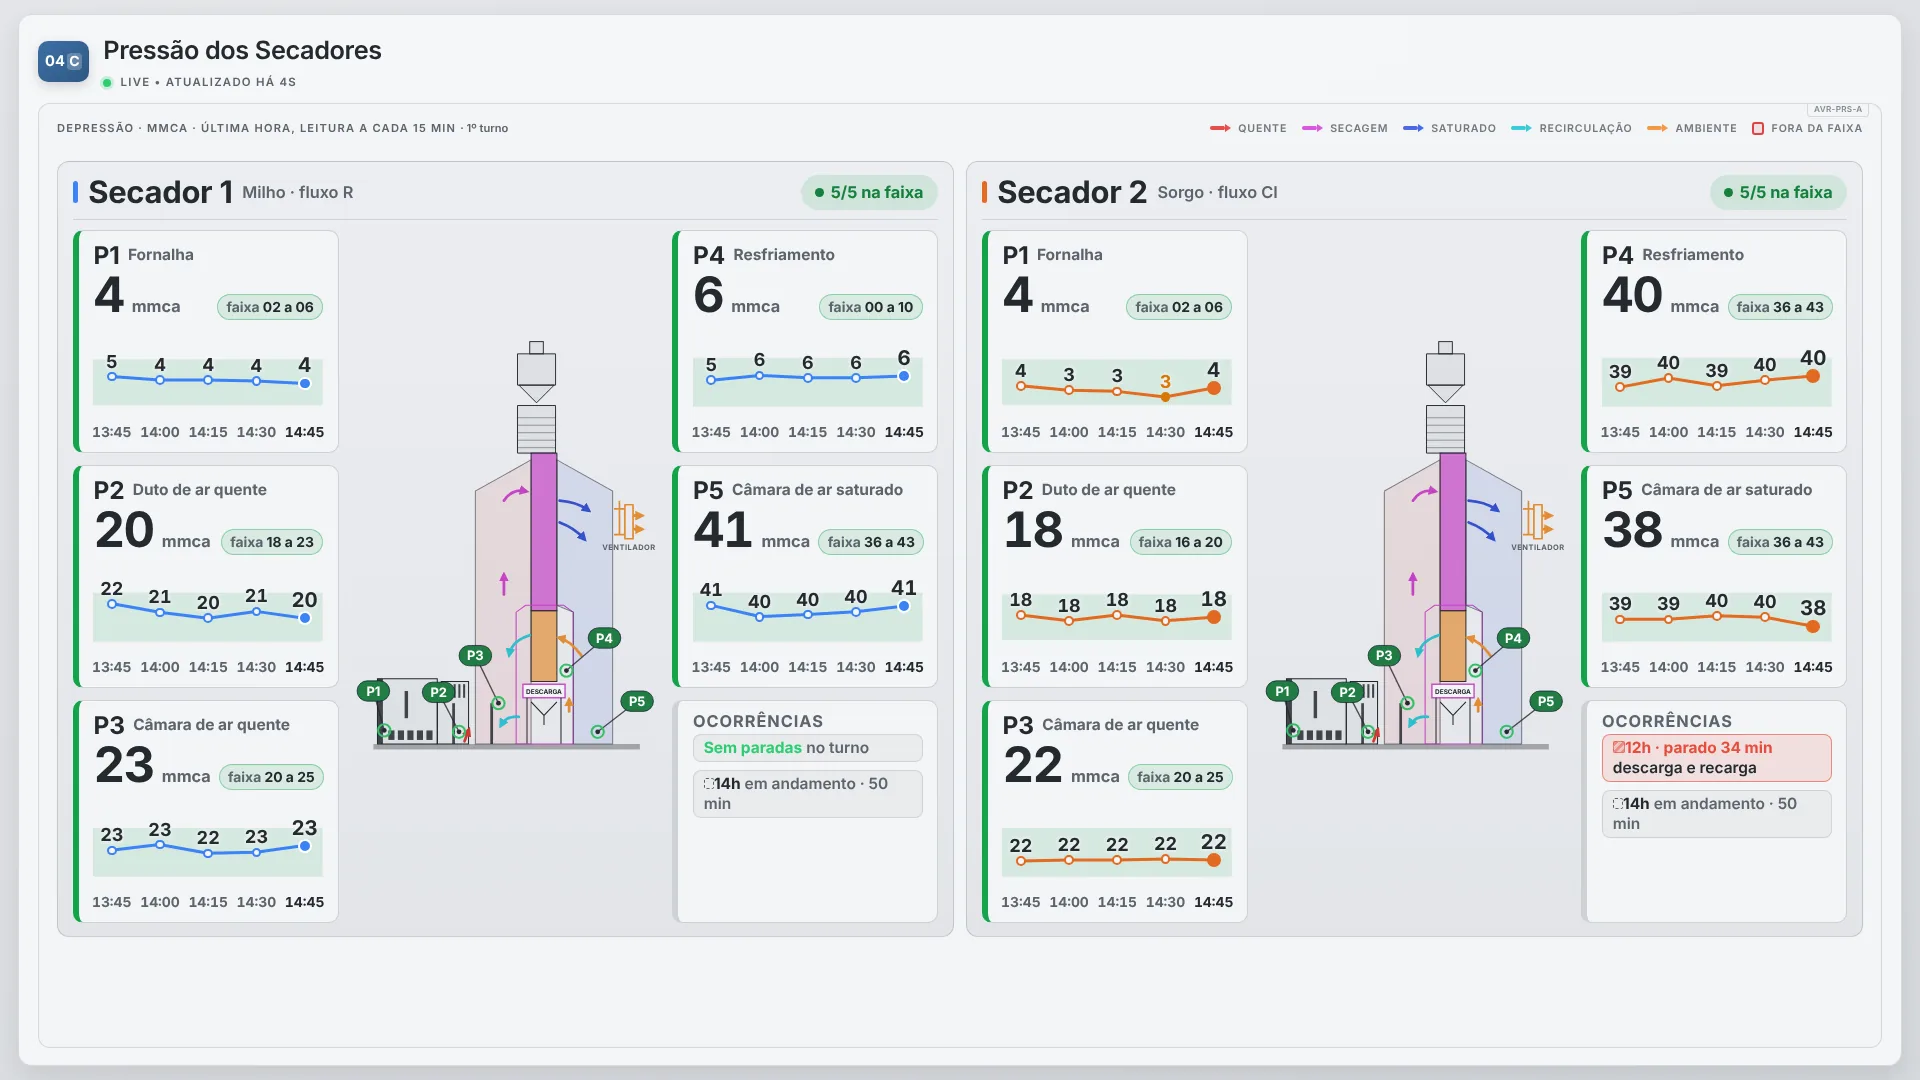 04 C
Pressão dos Secadores
LIVE • ATUALIZADO HÁ 4S
AVR-PRS-A
DEPRESSÃO · MMCA · ÚLTIMA HORA, LEITURA A CADA 15 MIN · 1º turno
QUENTE SECAGEM SATURADO RECIRCULAÇÃO AMBIENTE FORA DA FAIXA
Secador 1 Milho · fluxo R
5/5 na faixa
P1 Fornalha
4 mmca
faixa 02 a 06
5 4 4 4 4
13:45 14:00 14:15 14:30 14:45
P2 Duto de ar quente
20 mmca
faixa 18 a 23
22 21 20 21 20
13:45 14:00 14:15 14:30 14:45
P3 Câmara de ar quente
23 mmca
faixa 20 a 25
23 23 22 23 23
13:45 14:00 14:15 14:30 14:45
VENTILADOR
P4
P3
P1
P2
DESCARGA
P5
P4 Resfriamento
6 mmca
faixa 00 a 10
5 6 6 6 6
13:45 14:00 14:15 14:30 14:45
P5 Câmara de ar saturado
41 mmca
faixa 36 a 43
41 40 40 40 41
13:45 14:00 14:15 14:30 14:45
OCORRÊNCIAS
Sem paradas no turno
14h em andamento · 50
min
Secador 2 Sorgo · fluxo CI
5/5 na faixa
P1 Fornalha
4 mmca
faixa 02 a 06
4 3 3 3 4
13:45 14:00 14:15 14:30 14:45
P2 Duto de ar quente
18 mmca
faixa 16 a 20
18 18 18 18 18
13:45 14:00 14:15 14:30 14:45
P3 Câmara de ar quente
22 mmca
faixa 20 a 25
22 22 22 22 22
13:45 14:00 14:15 14:30 14:45
VENTILADOR
P4
P3
P1
P2
DESCARGA
P5
P4 Resfriamento
40 mmca
faixa 36 a 43
39 40 39 40 40
13:45 14:00 14:15 14:30 14:45
P5 Câmara de ar saturado
38 mmca
faixa 36 a 43
39 39 40 40 38
13:45 14:00 14:15 14:30 14:45
OCORRÊNCIAS
12h · parado 34 min
descarga e recarga
14h em andamento · 50
min